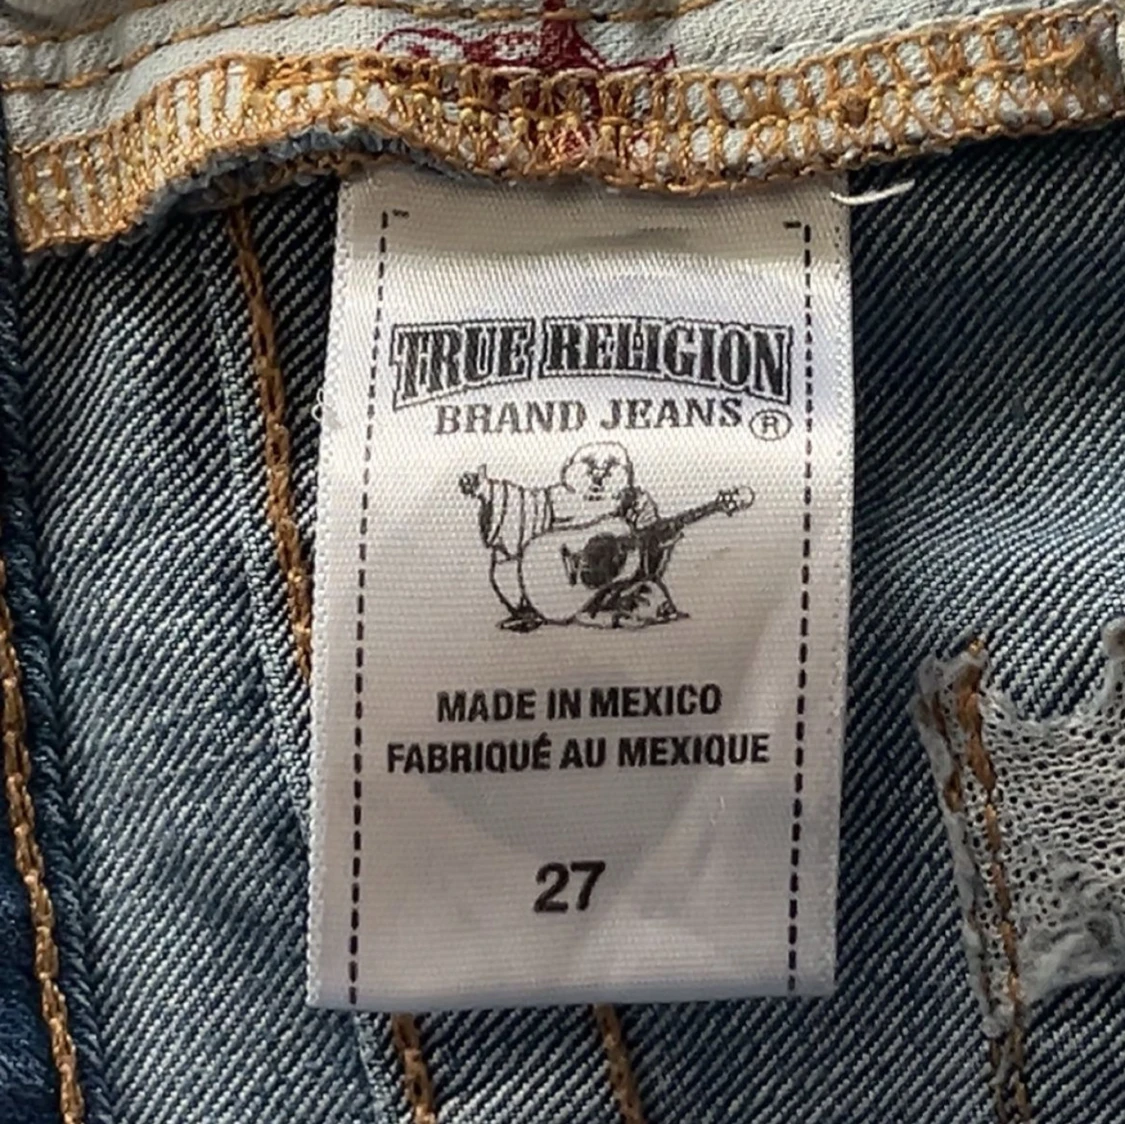 TRUE RELIGION
BRAND JEANS®
MADE IN MEXICO
FABRIQUÉ AU MEXIQUE
27